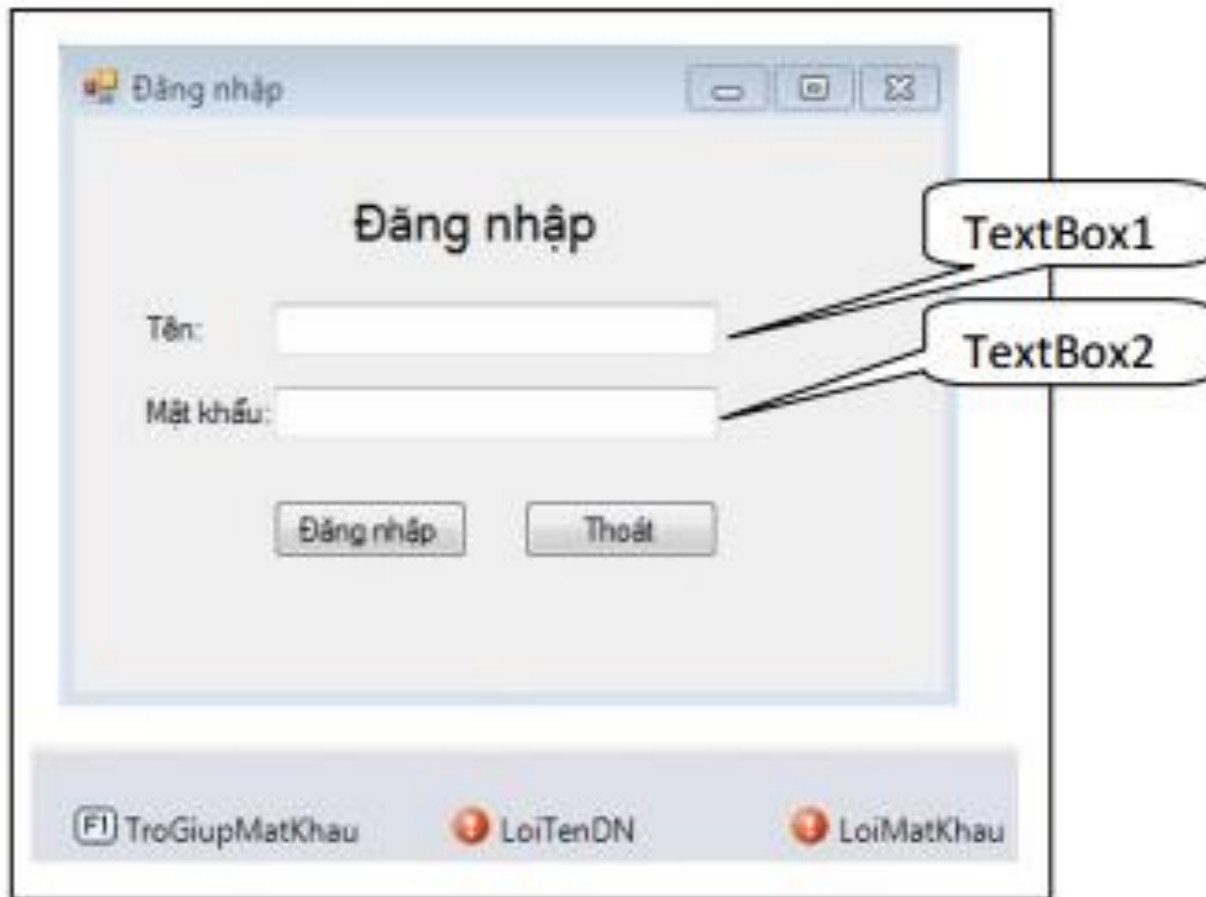 Đăng nhập
Đăng nhập
TextBox1
Tên:
TextBox2
Mật khẩu:
Đăng nhập Thoát
F1 TroGiupMatKhau LoiTenDN LoiMatKhau